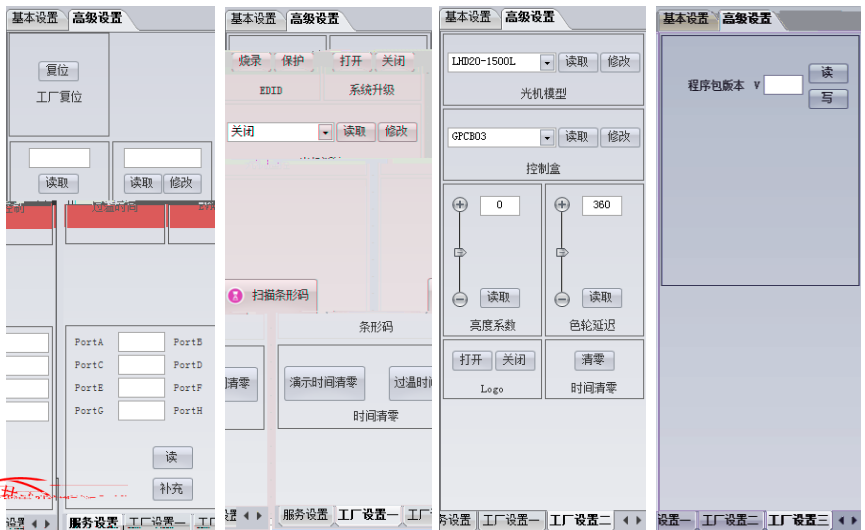 基本设置 高级设置
复位
工厂复位
读取
读取 修改
过温时间
PortA PortB
PortC PortD
PortE PortF
PortG PortH
读
补充
服务设置 工厂设置一
基本设置 高级设置
烧录 保护 打开 关闭
EDID 系统升级
关闭 读取 修改
扫描条形码
条形码
清零 演示时间清零 过温时
时间清零
服务设置 工厂设置一 工厂
基本设置 高级设置
LHD20-1500L 读取 修改
光机模型
GPCB03 读取 修改
控制盒
0 360
读取 读取
亮度系数 色轮延迟
打开 关闭 清零
Logo 时间清零
务设置 工厂设置一 工厂设置二
基本设置 高级设置
程序包版本 V 读
写
设置一 工厂设置二 工厂设置三